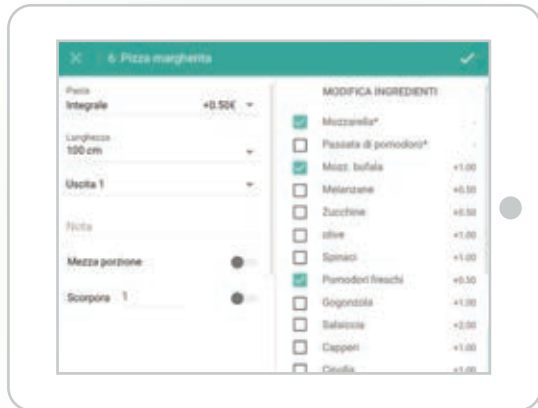 6 Pizza margherita
Pasta
Integrale +0.50€
Lunghezza
100 cm
Uscita 1
Nota
Mezza porzione
Scorpora 1
MODIFICA INGREDIENTI
Mozzarella*
Passata di pomodoro*
Mozz. bufala +1.00
Melanzane +0.50
Zucchine +0.50
olive +1.00
Spinaci +1.00
Pomodori freschi +0.50
Gogonzola +1.00
Salsiccia +2.00
Capperi +1.00
Cipolla +1.00